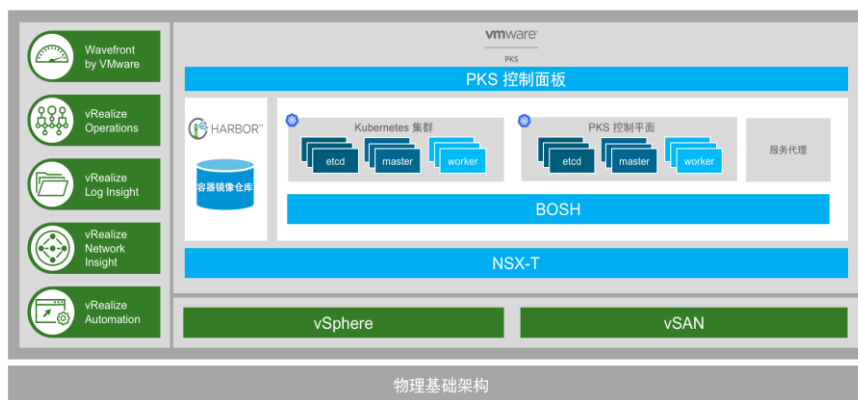 Wavefront
by VMware
vRealize
Operations
vRealize
Log Insight
vRealize
Network
Insight
vRealize
Automation
vmware
PKS
PKS 控制面板
HARBOR™
容器镜像仓库
Kubernetes 集群
etcd
master
worker
PKS 控制平面
etcd
master
worker
服务代理
BOSH
NSX-T
vSphere
vSAN
物理基础架构